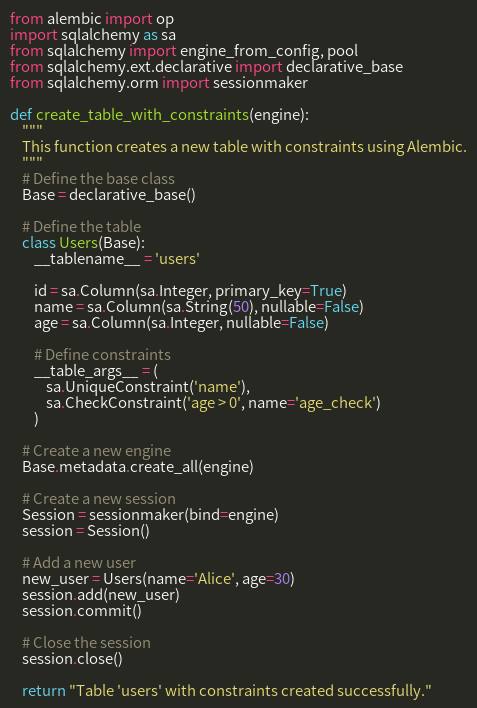 from alembic import op
import sqlalchemy as sa
from sqlalchemy import engine_from_config, pool
from sqlalchemy.ext.declarative import declarative_base
from sqlalchemy.orm import sessionmaker

def create_table_with_constraints(engine):
    """
    This function creates a new table with constraints using Alembic.
    """
    # Define the base class
    Base = declarative_base()

    # Define the table
    class Users(Base):
        __tablename__ = 'users'

        id = sa.Column(sa.Integer, primary_key=True)
        name = sa.Column(sa.String(50), nullable=False)
        age = sa.Column(sa.Integer, nullable=False)

        # Define constraints
        __table_args__ = (
            sa.UniqueConstraint('name'),
            sa.CheckConstraint('age > 0', name='age_check')
        )

    # Create a new engine
    Base.metadata.create_all(engine)

    # Create a new session
    Session = sessionmaker(bind=engine)
    session = Session()

    # Add a new user
    new_user = Users(name='Alice', age=30)
    session.add(new_user)
    session.commit()

    # Close the session
    session.close()

    return "Table 'users' with constraints created successfully."